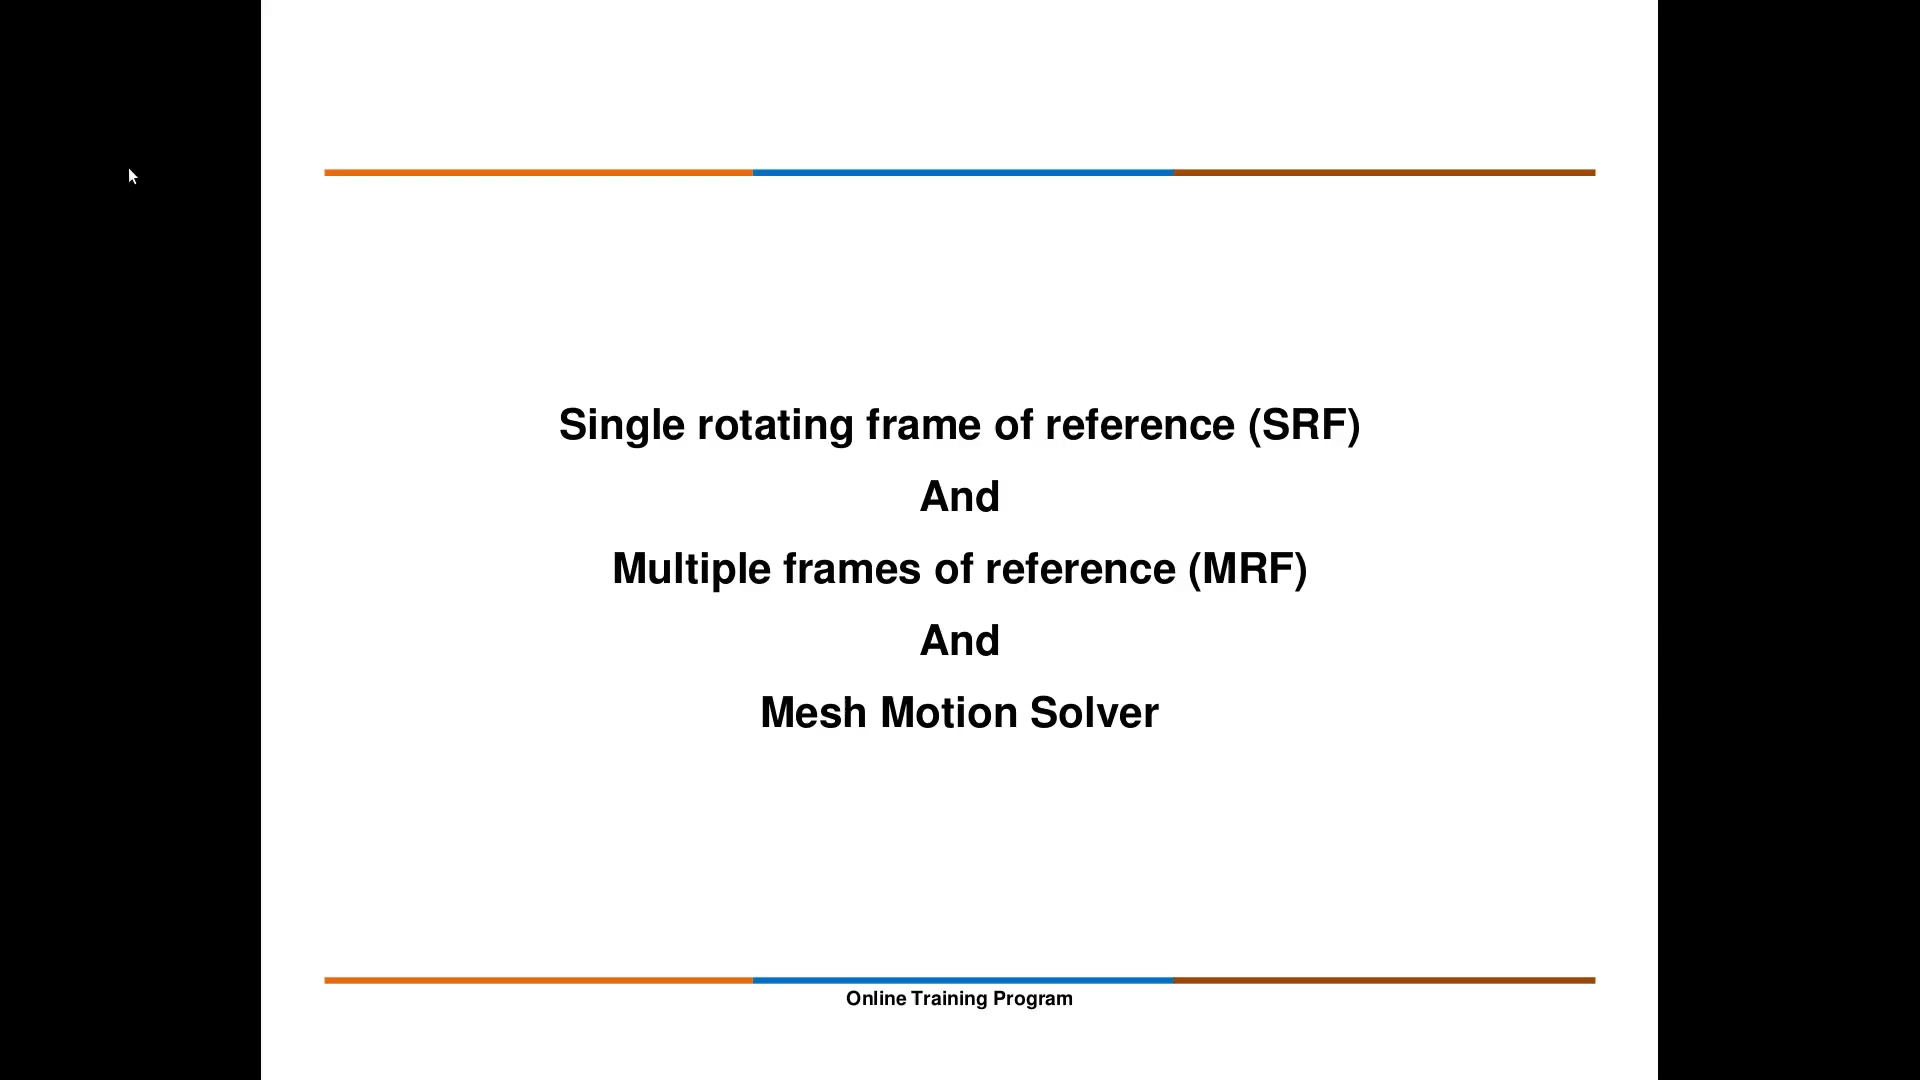 Single rotating frame of reference (SRF)
And
Multiple frames of reference (MRF)
And
Mesh Motion Solver
Online Training Program